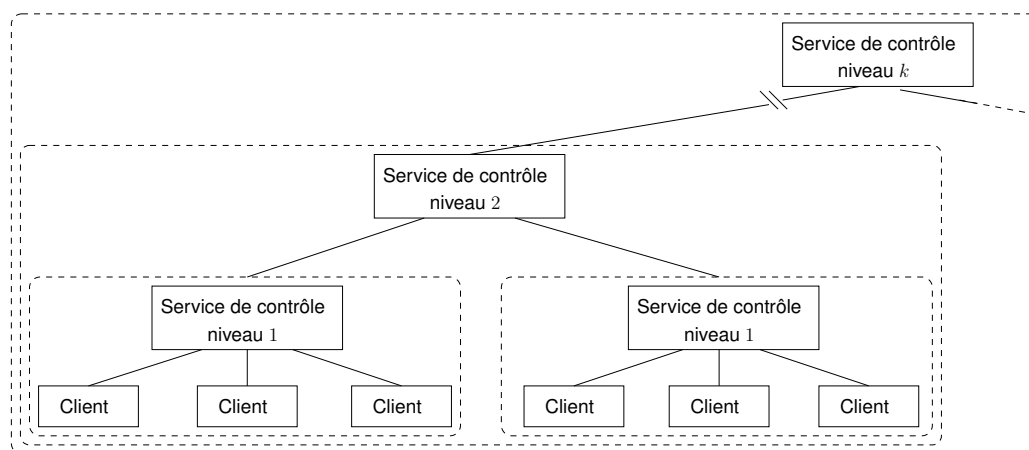 Service de contrôle
niveau k
Service de contrôle
niveau 2
Service de contrôle
niveau 1
Service de contrôle
niveau 1
Client
Client
Client
Client
Client
Client